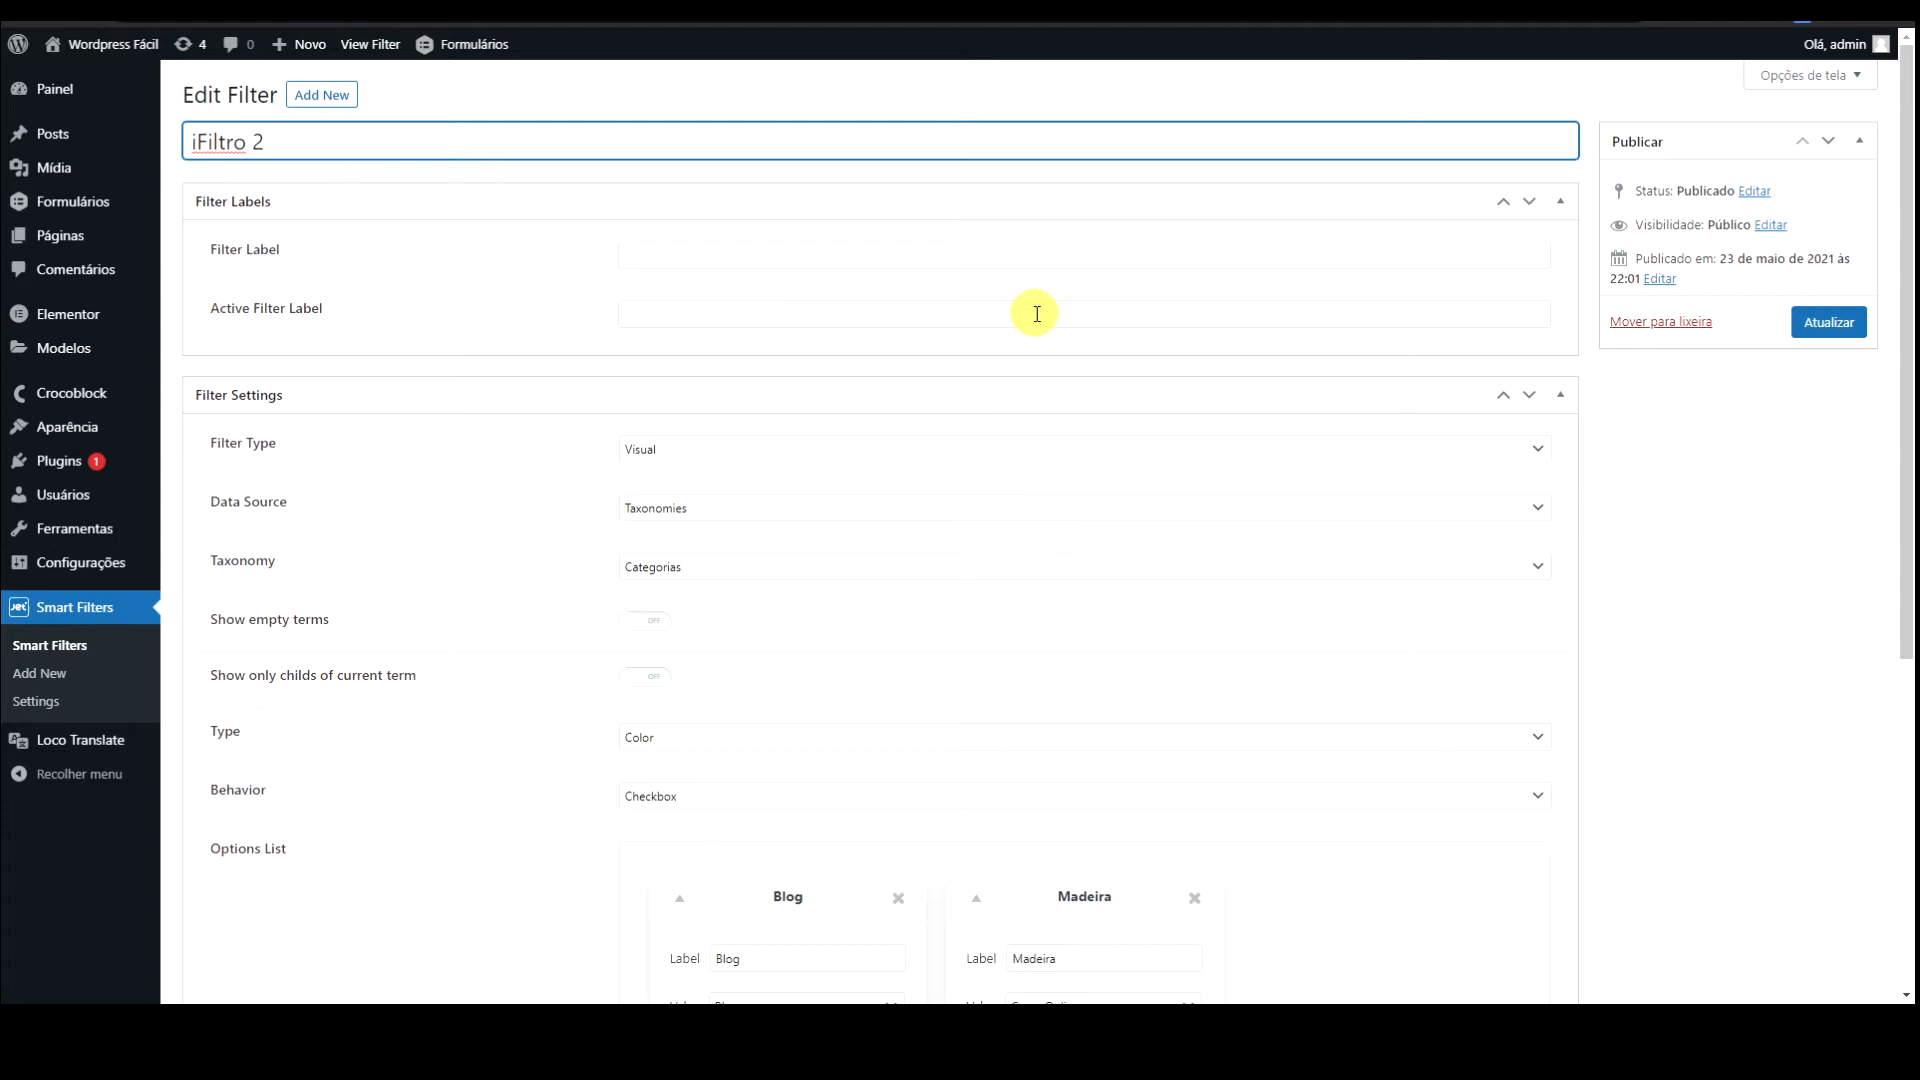 Wordpress Fácil 4 0 Novo View Filter Formulários Olá, admin
Opções de tela
Painel
Posts
Mídia
Formulários
Páginas
Comentários
Elementor
Modelos
Crocoblock
Aparência
Plugins 1
Usuários
Ferramentas
Configurações
Jet Smart Filters
Smart Filters
Add New
Settings
Loco Translate
Recolher menu
Edit Filter Add New
iFiltro 2
Filter Labels
Filter Label
Active Filter Label
Filter Settings
Filter Type Visual
Data Source Taxonomies
Taxonomy Categorias
Show empty terms OFF
Show only childs of current term OFF
Type Color
Behavior Checkbox
Options List
Blog Madeira
Label Blog Label Madeira
Publicar
Status: Publicado Editar
Visibilidade: Público Editar
Publicado em: 23 de maio de 2021 às
22:01 Editar
Mover para lixeira Atualizar